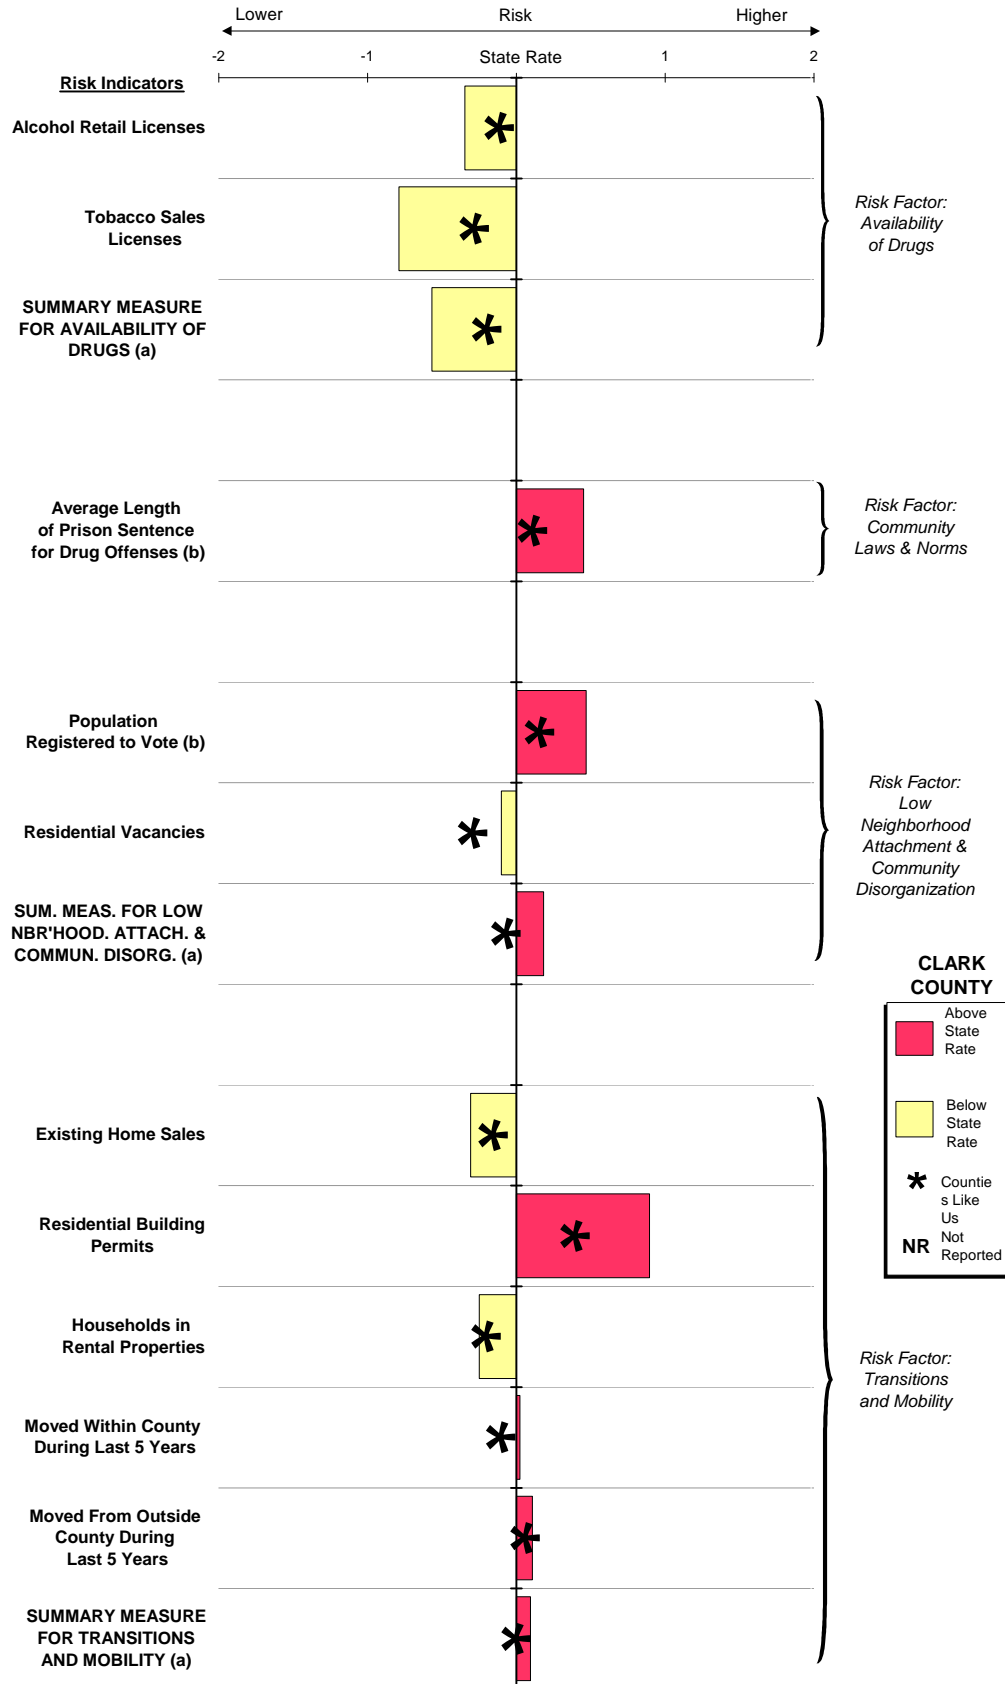 Lower
Risk
Higher
-2
-1
State Rate
1
2
Risk Indicators
Alcohol Retail Licenses
Tobacco Sales
Licenses
SUMMARY MEASURE
FOR AVAILABILITY OF
DRUGS (a)
Risk Factor:
Availability
of Drugs
Average Length
of Prison Sentence
for Drug Offenses (b)
Risk Factor:
Community
Laws & Norms
Population
Registered to Vote (b)
Residential Vacancies
SUM. MEAS. FOR LOW
NBR'HOOD. ATTACH. &
COMMUN. DISORG. (a)
Risk Factor:
Low
Neighborhood
Attachment &
Community
Disorganization
CLARK
COUNTY
Above
State
Rate
Below
State
Rate
* Countie
s Like
Us
NR Not
Reported
Existing Home Sales
Residential Building
Permits
Households in
Rental Properties
Moved Within County
During Last 5 Years
Moved From Outside
County During
Last 5 Years
SUMMARY MEASURE
FOR TRANSITIONS
AND MOBILITY (a)
Risk Factor:
Transitions
and Mobility